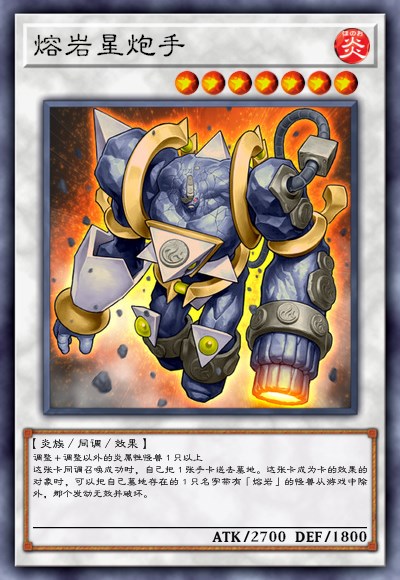 熔岩星炮手
ほのお
炎
【炎族／同调／效果】
调整＋调整以外的炎属性怪兽１只以上
这张卡同调召唤成功时，自己把１张手卡送去墓地。这张卡成为卡的效果的
对象时，可以把自己墓地存在的１只名字带有「熔岩」的怪兽从游戏中除
外，那个发动无效并破坏。
ATK/2700 DEF/1800